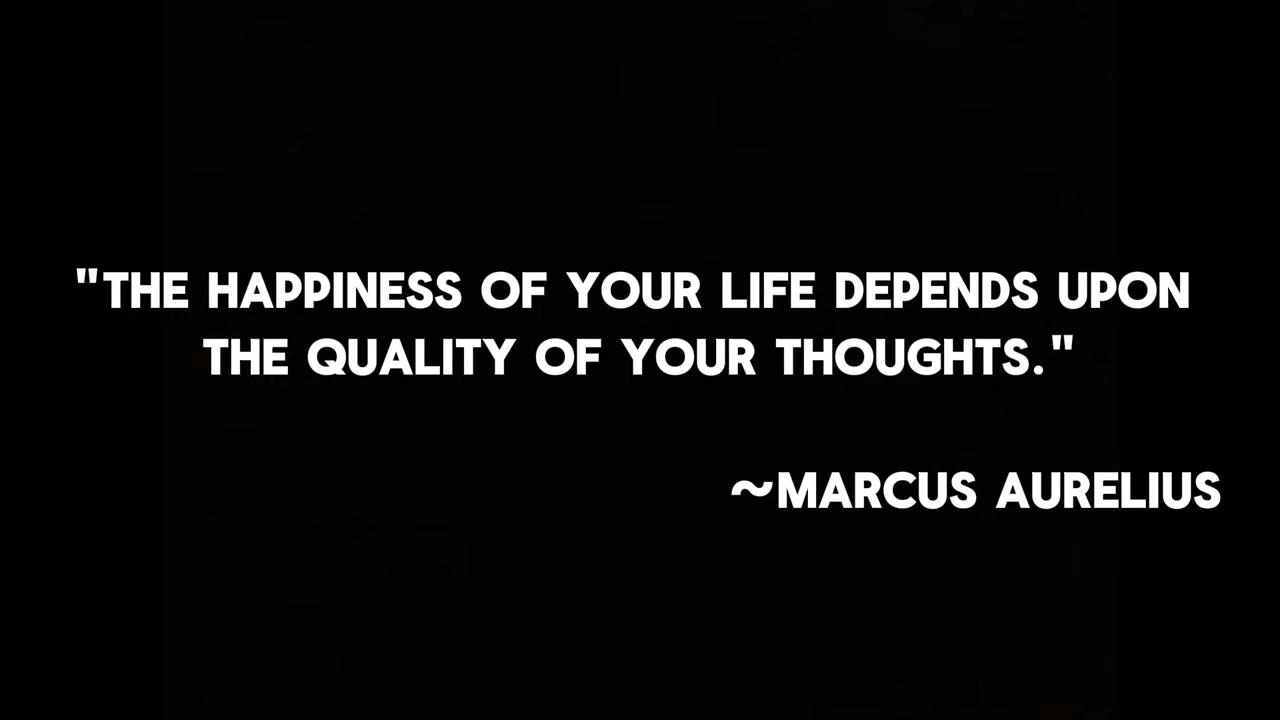 "THE HAPPINESS OF YOUR LIFE DEPENDS UPON
THE QUALITY OF YOUR THOUGHTS."
~MARCUS AURELIUS